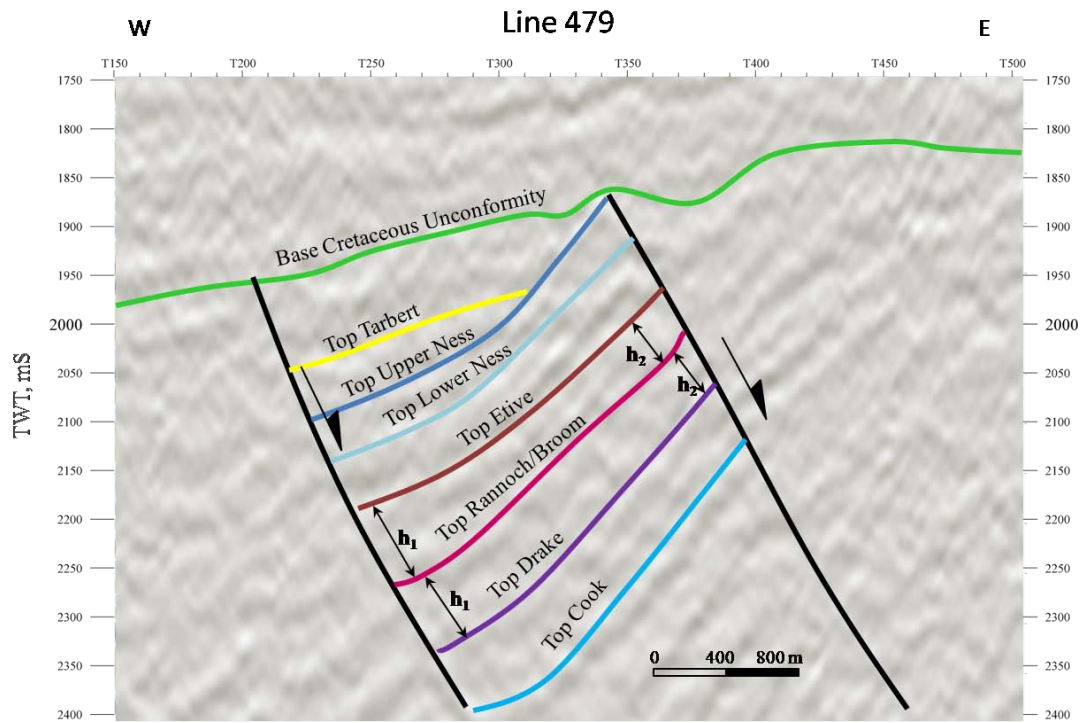 Line 479
W
E
T150 T200 T250 T300 T350 T400 T450 T500
1750 1750
1800 1800
1850 1850
1900 1900
1950 1950
2000 2000
2050 2050
2100 2100
2150 2150
2200 2200
2250 2250
2300 2300
2350 2350
2400 2400
TWT, mS
Base Cretaceous Unconformity
Top Tarbert
Top Upper Ness
Top Lower Ness
Top Etive
Top Rannoch/Broom
Top Drake
Top Cook
h2
h2
h1
h1
0 400 800 m